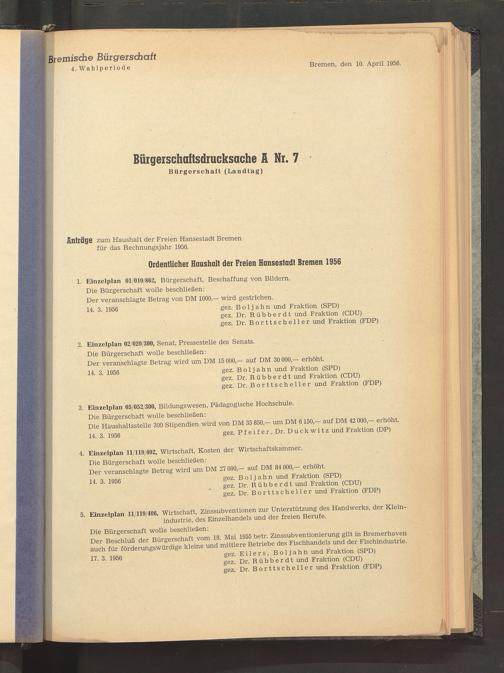 Bremische Bürgerschaft
4. Wahlperiode
Bremen, den 10. April 1956.
Bürgerschaftsdrucksache A Nr. 7
Bürgerschaft (Landtag)
Anträge zum Haushalt der Freien Hansestadt Bremen
für das Rechnungsjahr 1956.
Ordentlicher Haushalt der Freien Hansestadt Bremen 1956
1. Einzelplan 01/010/862, Bürgerschaft, Beschaffung von Bildern.
Die Bürgerschaft wolle beschließen:
Der veranschlagte Betrag von DM 1000,— wird gestrichen.
14. 3. 1956
gez. Boljahn und Fraktion (SPD)
gez. Dr. Rübberdt und Fraktion (CDU)
gez. Dr. Borttscheller und Fraktion (FDP)
2. Einzelplan 02/020/300, Senat, Pressestelle des Senats.
Die Bürgerschaft wolle beschließen:
Der veranschlagte Betrag wird um DM 15 000,— auf DM 30 000,— erhöht.
14. 3. 1956
gez. Boljahn und Fraktion (SPD)
gez. Dr. Rübberdt und Fraktion (CDU)
gez. Dr. Borttscheller und Fraktion (FDP)
3. Einzelplan 05/052/300, Bildungswesen, Pädagogische Hochschule.
Die Bürgerschaft wolle beschließen:
Die Haushaltsstelle 300 Stipendien wird von DM 35 850,— um DM 6 150,— auf DM 42 000,— erhöht.
14. 3. 1956
gez. Pfeifer, Dr. Duckwitz und Fraktion (DP)
4. Einzelplan 11/119/402, Wirtschaft, Kosten der Wirtschaftskammer.
Die Bürgerschaft wolle beschließen:
Der veranschlagte Betrag wird um DM 27 000,— auf DM 84 000,— erhöht.
14. 3. 1956
gez. Boljahn und Fraktion (SPD)
gez. Dr. Rübberdt und Fraktion (CDU)
gez. Dr. Borttscheller und Fraktion (FDP)
5. Einzelplan 11/119/406, Wirtschaft, Zinssubventionen zur Unterstützung des Handwerks, der Klein-
industrie, des Einzelhandels und der freien Berufe.
Die Bürgerschaft wolle beschließen:
Der Beschluß der Bürgerschaft vom 18. Mai 1955 betr. Zinssubventionierung gilt in Bremerhaven
auch für förderungswürdige kleine und mittlere Betriebe des Fischhandels und der Fischindustrie.
17. 3. 1956
gez. Eilers, Boljahn und Fraktion (SPD)
gez. Dr. Rübberdt und Fraktion (CDU)
gez. Dr. Borttscheller und Fraktion (FDP)